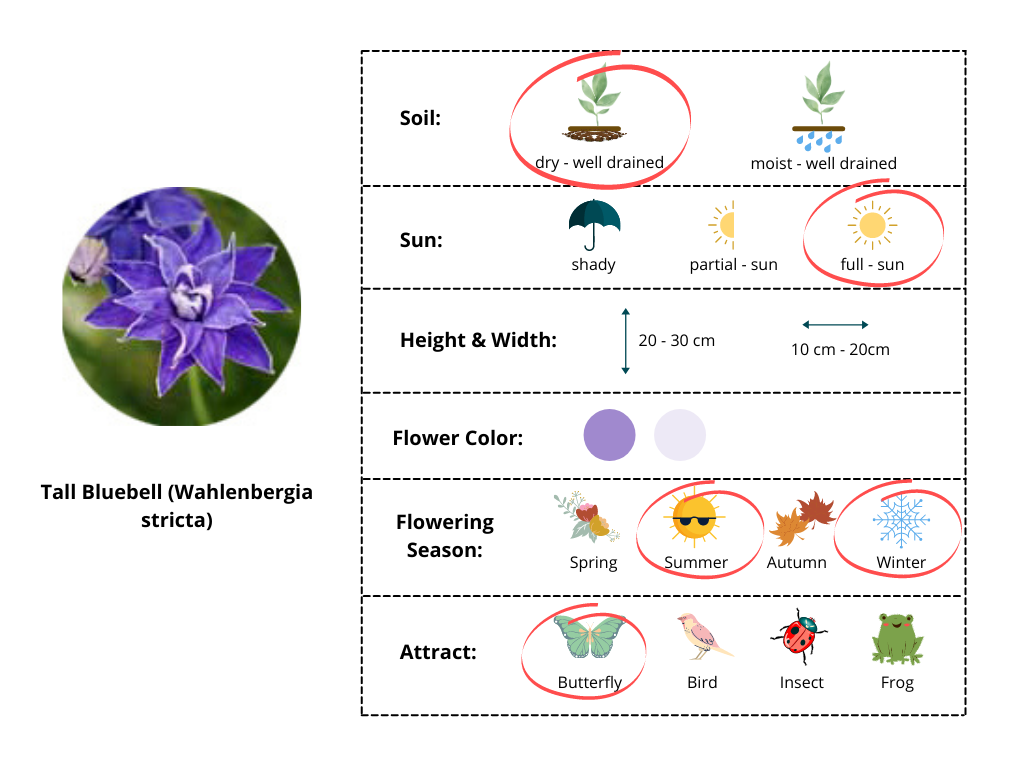 Soil:
dry - well drained
moist - well drained
Sun:
shady
partial - sun
full - sun
Height & Width:
20 - 30 cm
10 cm - 20cm
Flower Color:
Tall Bluebell (Wahlenbergia
stricta)
Flowering
Season:
Spring
Summer
Autumn
Winter
Attract:
Butterfly
Bird
Insect
Frog